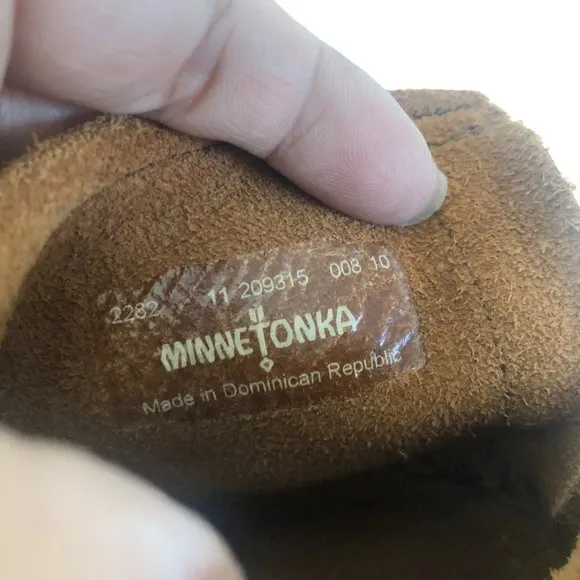 2282 11 209315 008 10
MINNETONKA
Made in Dominican Republic